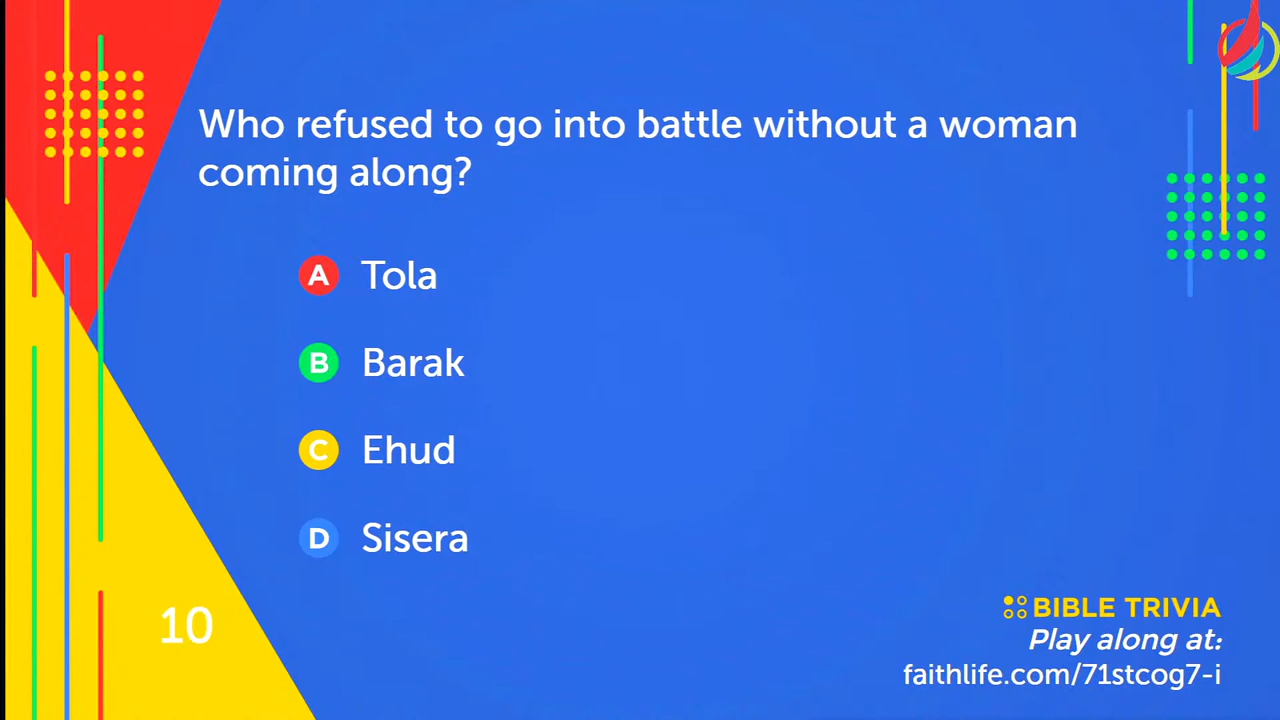 Who refused to go into battle without a woman
coming along?
A Tola
B Barak
C Ehud
D Sisera
10
BIBLE TRIVIA
Play along at:
faithlife.com/71stcog7-i